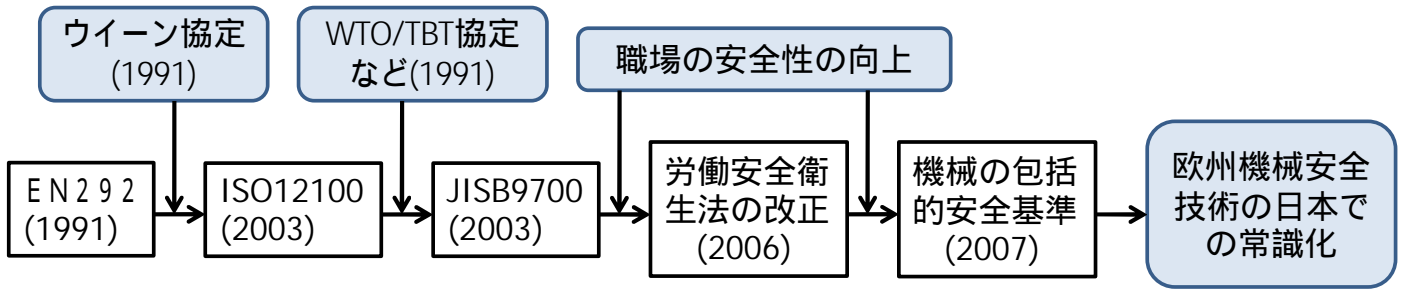 ウイーン協定
(1991)
WTO/TBT協定
など(1991)
職場の安全性の向上
ＥＮ２９２
(1991)
ISO12100
(2003)
JISB9700
(2003)
労働安全衛
生法の改正
(2006)
機械の包括
的安全基準
(2007)
欧州機械安全
技術の日本で
の常識化